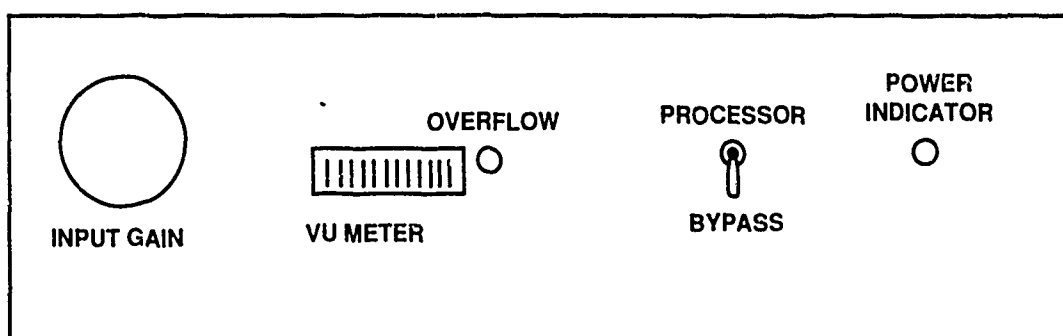 POWER
INDICATOR
PROCESSOR
OVERFLOW
BYPASS
VU METER
INPUT GAIN